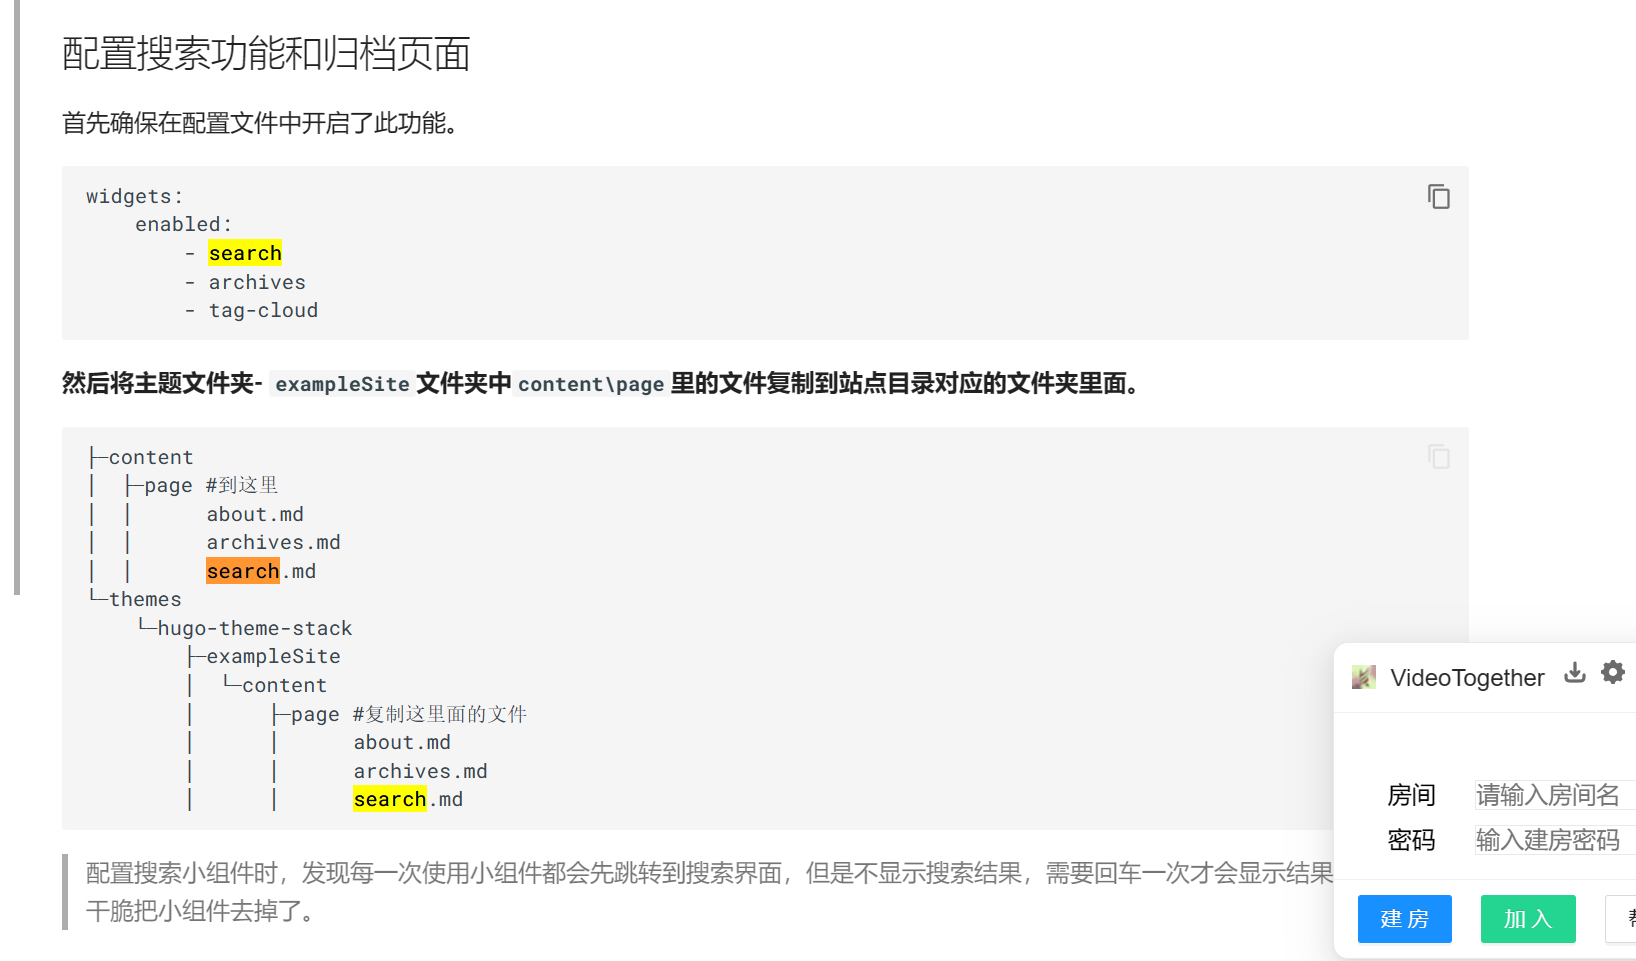 配置搜索功能和归档页面
首先确保在配置文件中开启了此功能。
widgets:
    enabled:
        - search
        - archives
        - tag-cloud
然后将主题文件夹- exampleSite 文件夹中 content\page 里的文件复制到站点目录对应的文件夹里面。
├─content
│  ├─page #到这里
│  │      about.md
│  │      archives.md
│  │      search.md
└─themes
    └─hugo-theme-stack
        ├─exampleSite
        │  └─content
        │      ├─page #复制这里面的文件
        │      │      about.md
        │      │      archives.md
        │      │      search.md
配置搜索小组件时，发现每一次使用小组件都会先跳转到搜索界面，但是不显示搜索结果，需要回车一次才会显示结果
干脆把小组件去掉了。
VideoTogether
房间 请输入房间名
密码 输入建房密码
建房 加入